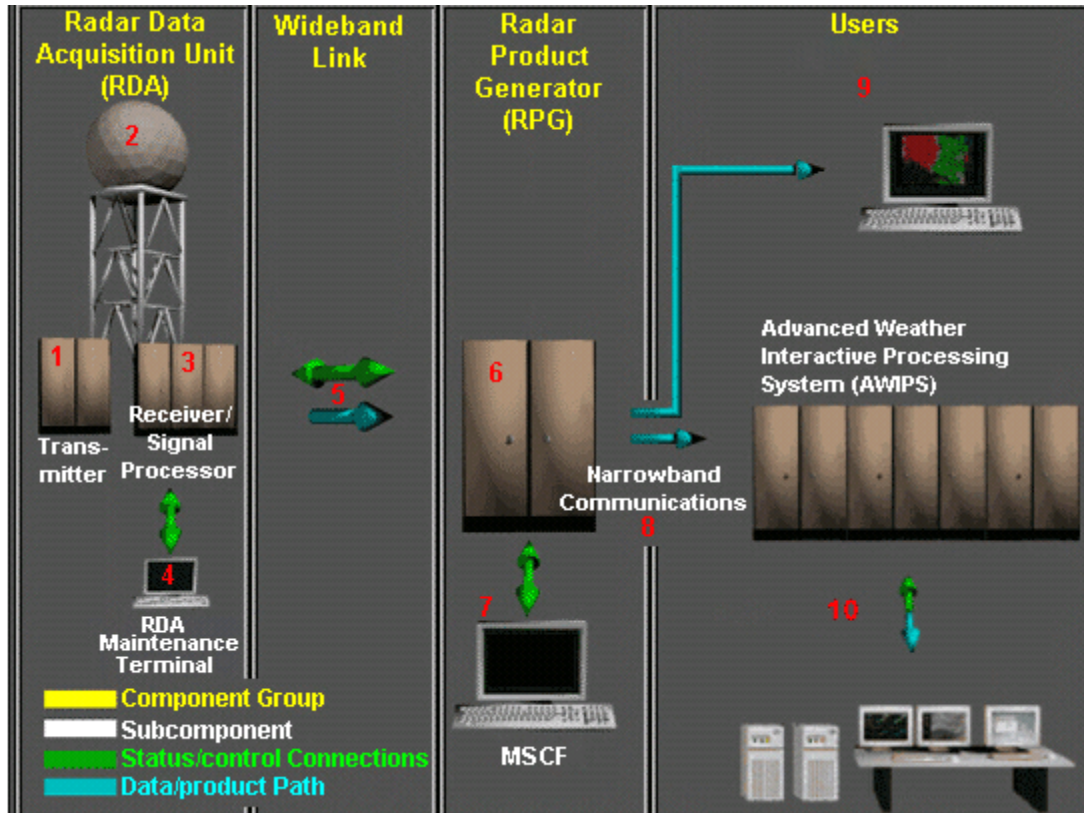 Radar Data
Acquisition Unit
(RDA)
2
1
3
Trans-
mitter
Receiver/
Signal
Processor
4
RDA
Maintenance
Terminal
Component Group
Subcomponent
Status/control Connections
Data/product Path
Wideband
Link
5
Radar
Product
Generator
(RPG)
6
7
MSCF
Narrowband
Communications
8
Users
9
Advanced Weather
Interactive Processing
System (AWIPS)
10